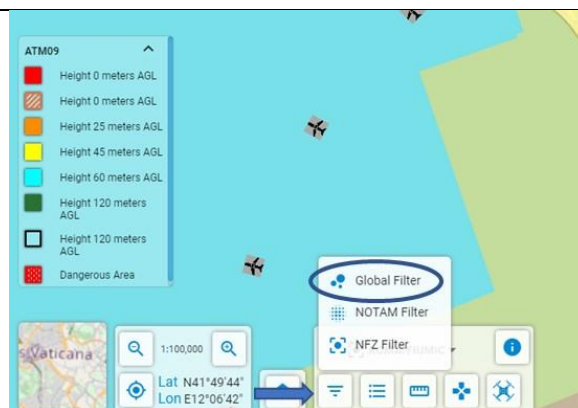 ATM09
Height 0 meters AGL
Height 0 meters AGL
Height 25 meters AGL
Height 45 meters AGL
Height 60 meters AGL
Height 120 meters
AGL
Height 120 meters
AGL
Dangerous Area
Global Filter
NOTAM Filter
NFZ Filter
Vaticana
1:100,000
Lat N41°49'44"
Lon E12°06'42"